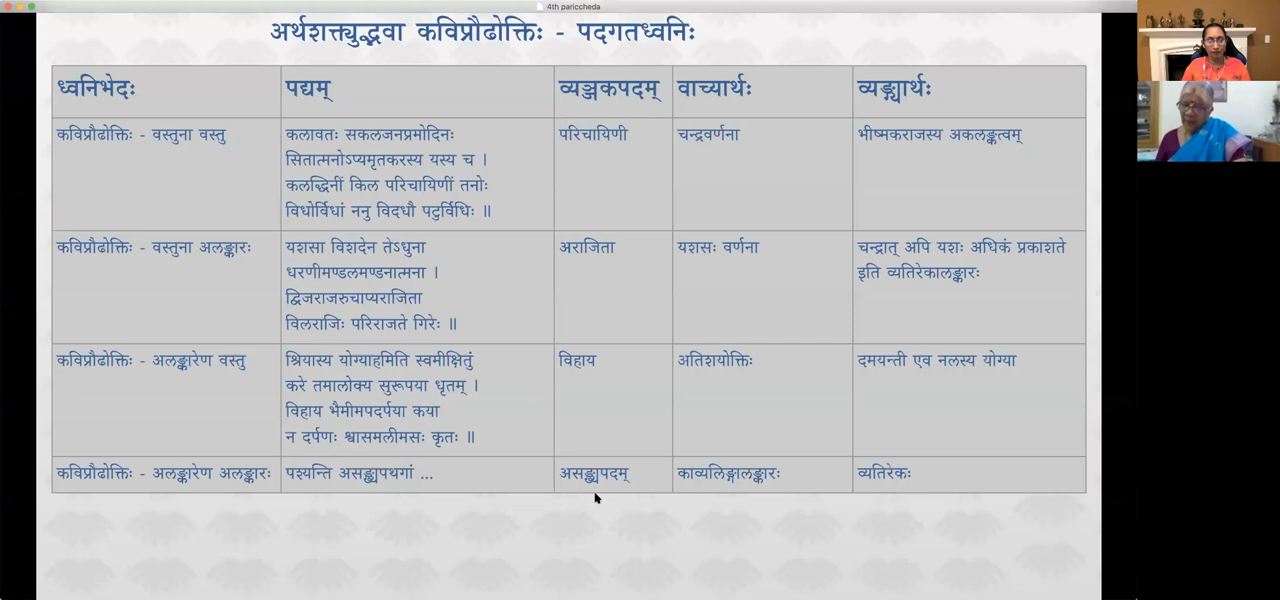 4th pariccheda
अर्थशक्त्युद्भवा कविप्रौढोक्तिः - पदगतध्वनिः
ध्वनिभेदः पद्यम् व्यञ्जकपदम् वाच्यार्थः व्यङ्ग्यार्थः
कविप्रौढोक्तिः - वस्तुना वस्तु कलावतः सकलजनप्रमोदिनः परिचायिणी चन्द्रवर्णना भीष्मकराजस्य अकलङ्कत्वम्
सितात्मनोऽप्यमृतकरस्य यस्य च ।
कलद्धिनीं किल परिचायिणीं तनोः
विधोर्विधां ननु विदधौ पटुर्विधिः ॥
कविप्रौढोक्तिः - वस्तुना अलङ्कारः यशसा विशदेन तेऽधुना अराजिता यशसः वर्णना चन्द्रात् अपि यशः अधिकं प्रकाशते
धरणीमण्डलमण्डनात्मना । इति व्यतिरेकालङ्कारः
द्विजराजरुचाप्यराजिता
विलराजिः परिराजते गिरेः ॥
कविप्रौढोक्तिः - अलङ्कारेण वस्तु श्रियास्य योग्याहमिति स्वमीक्षितुं विहाय अतिशयोक्तिः दमयन्ती एव नलस्य योग्या
करे तमालोक्य सुरूपया धृतम् ।
विहाय भैमीमपदर्पया कया
न दर्पणः श्वासमलीमसः कृतः ॥
कविप्रौढोक्तिः - अलङ्कारेण अलङ्कारः पश्यन्ति असङ्ख्यपथगां ... असङ्ख्यपदम् काव्यलिङ्गालङ्कारः व्यतिरेकः